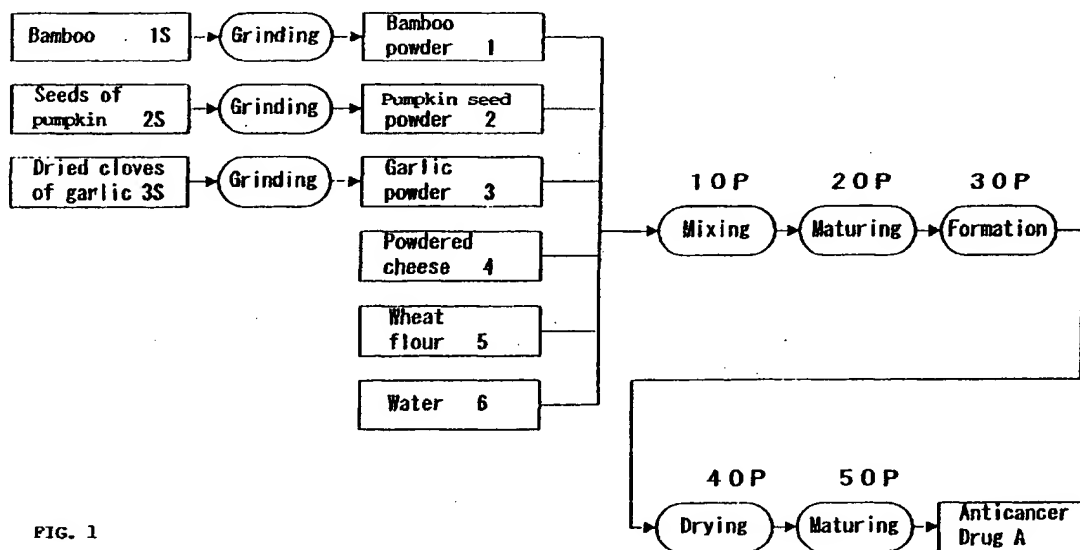 Bamboo 1S
Grinding
Bamboo
powder 1
Seeds of
pumpkin 2S
Grinding
Pumpkin seed
powder 2
Dried cloves
of garlic 3S
Grinding
Garlic
powder 3
Powdered
cheese 4
Wheat
flour 5
Water 6
10P
Mixing
20P
Maturing
30P
Formation
40P
Drying
50P
Maturing
Anticancer
Drug A
FIG. 1